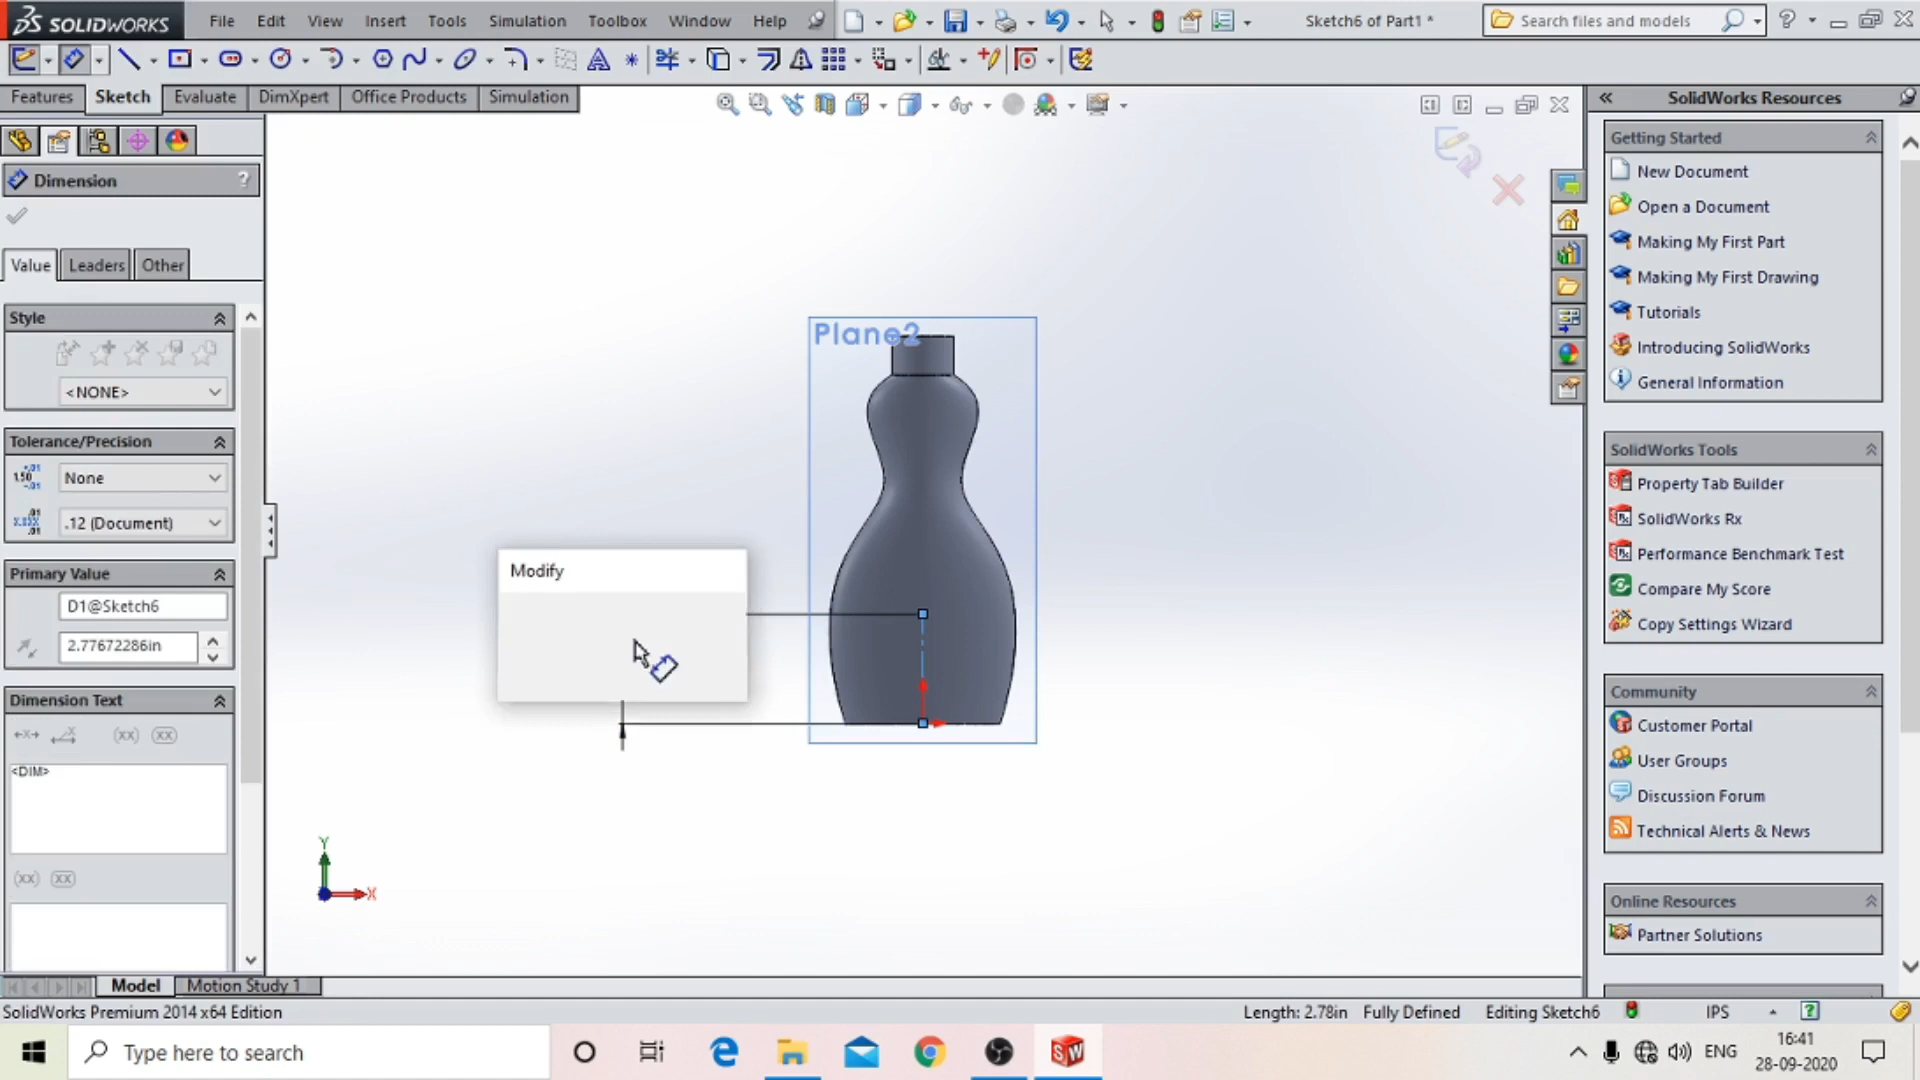 SOLIDWORKS File Edit View Insert Tools Simulation Toolbox Window Help Sketch6 of Part1 * Search files and models
Features Sketch Evaluate DimXpert Office Products Simulation
Dimension ?
Value Leaders Other
Style
<NONE>
Tolerance/Precision
None
.12 (Document)
Primary Value
D1@Sketch6
2.77672286in
Dimension Text
<DIM>
(xx) (xx)
(xx) (xx)
Plane2
Modify
Y
X
SolidWorks Resources
Getting Started
New Document
Open a Document
Making My First Part
Making My First Drawing
Tutorials
Introducing SolidWorks
General Information
SolidWorks Tools
Property Tab Builder
SolidWorks Rx
Performance Benchmark Test
Compare My Score
Copy Settings Wizard
Community
Customer Portal
User Groups
Discussion Forum
Technical Alerts & News
Online Resources
Partner Solutions
Model Motion Study 1
SolidWorks Premium 2014 x64 Edition Length: 2.78in Fully Defined Editing Sketch6 IPS
Type here to search ENG 16:41
28-09-2020